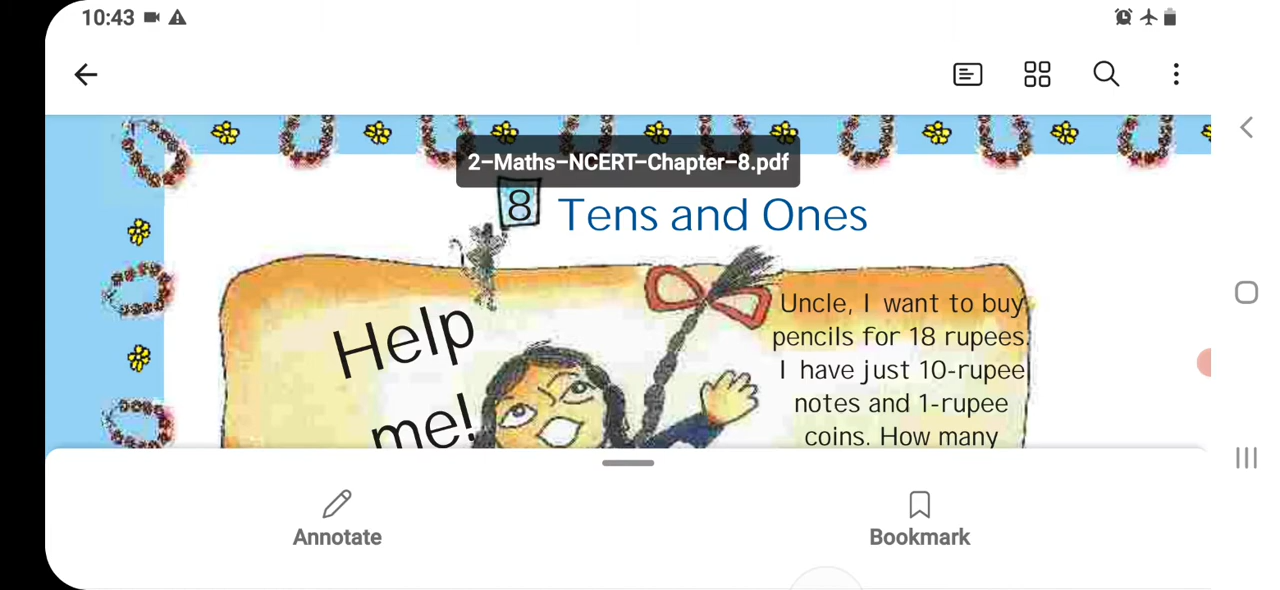 10:43
2-Maths-NCERT-Chapter-8.pdf
8 Tens and Ones
Help
me!
Uncle, I want to buy
pencils for 18 rupees.
I have just 10-rupee
notes and 1-rupee
coins. How many
Annotate
Bookmark